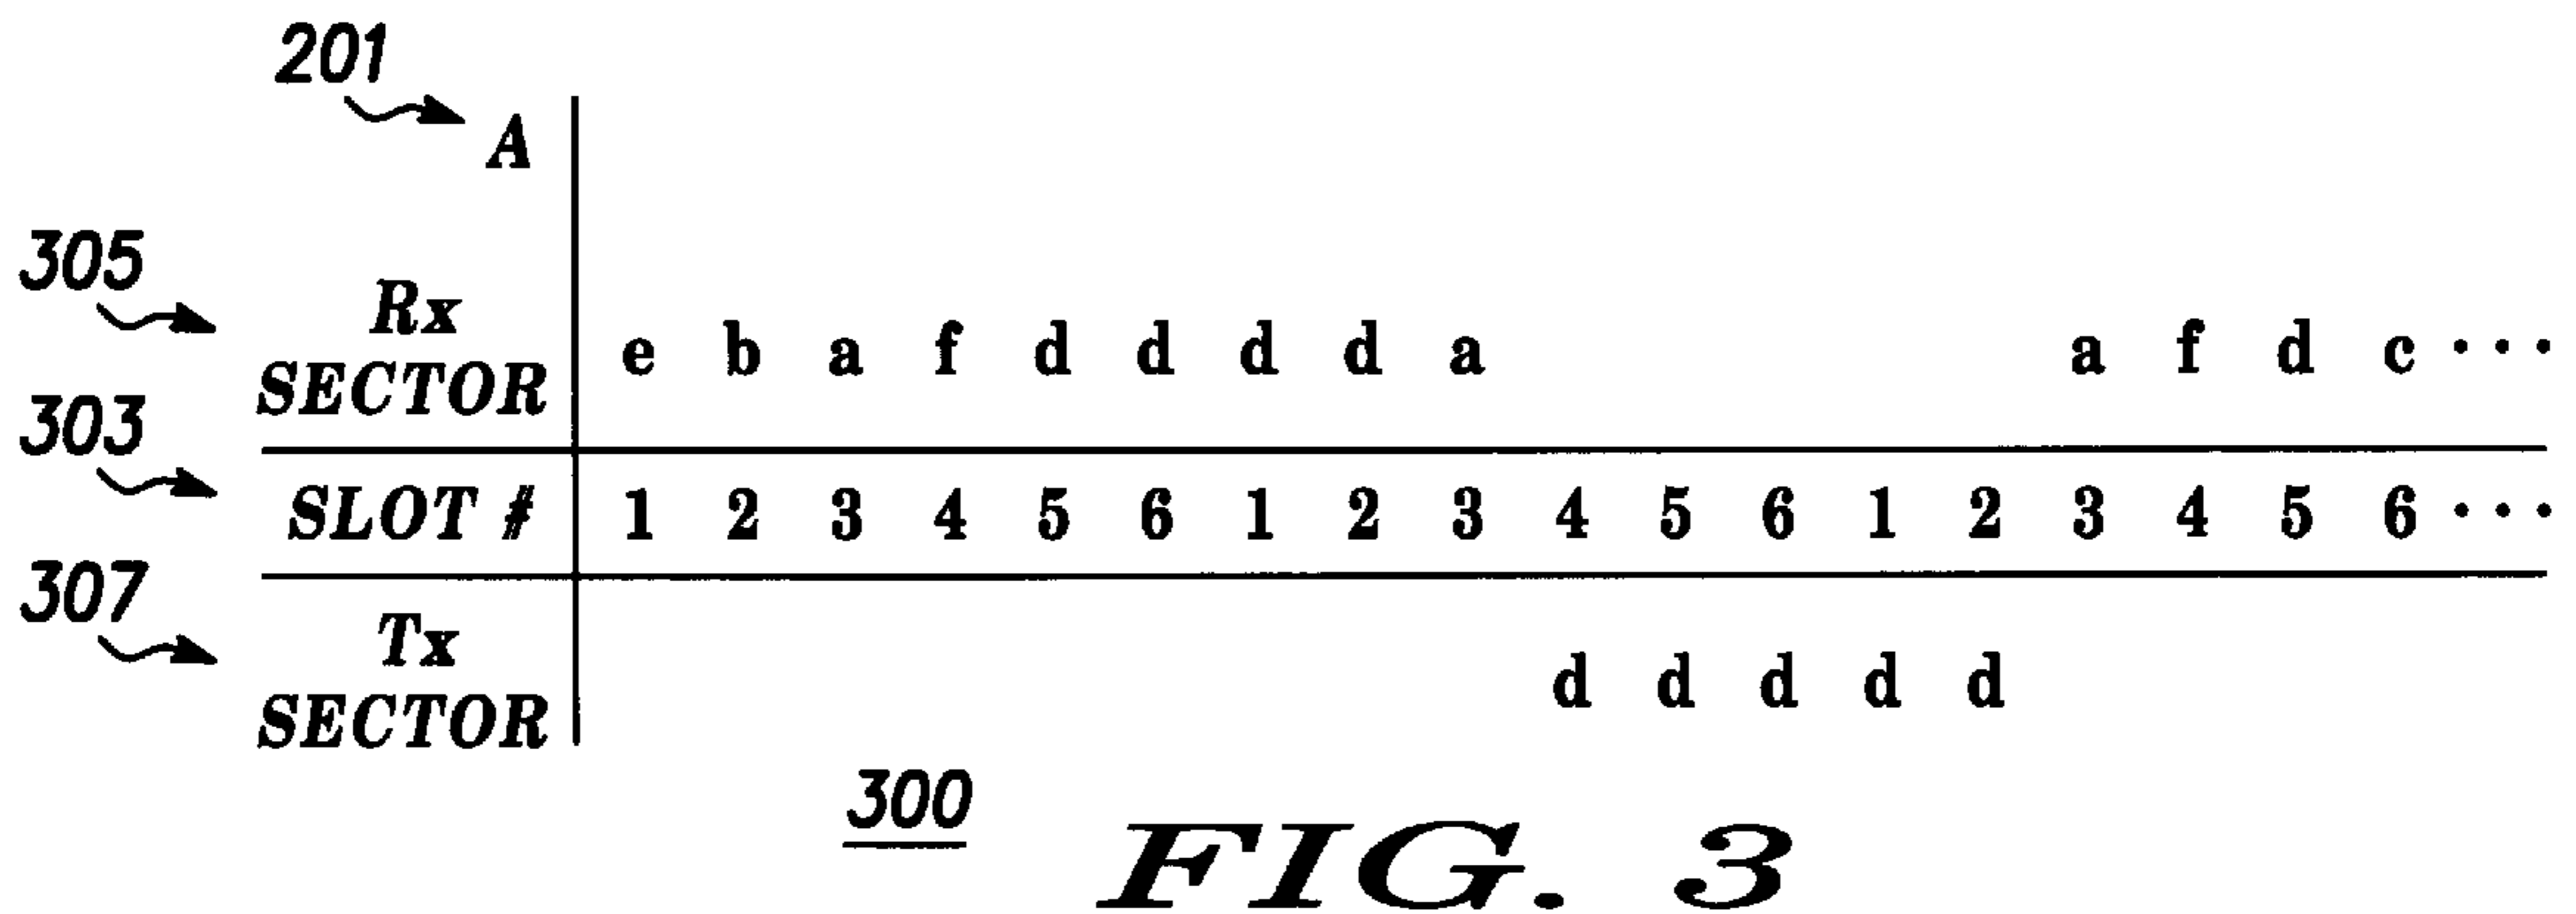 201
A
305
Rx
SECTOR e b a f d d d d a a f d c ...
303
SLOT # 1 2 3 4 5 6 1 2 3 4 5 6 1 2 3 4 5 6 ...
307
Tx
SECTOR d d d d d
300
FIG. 3